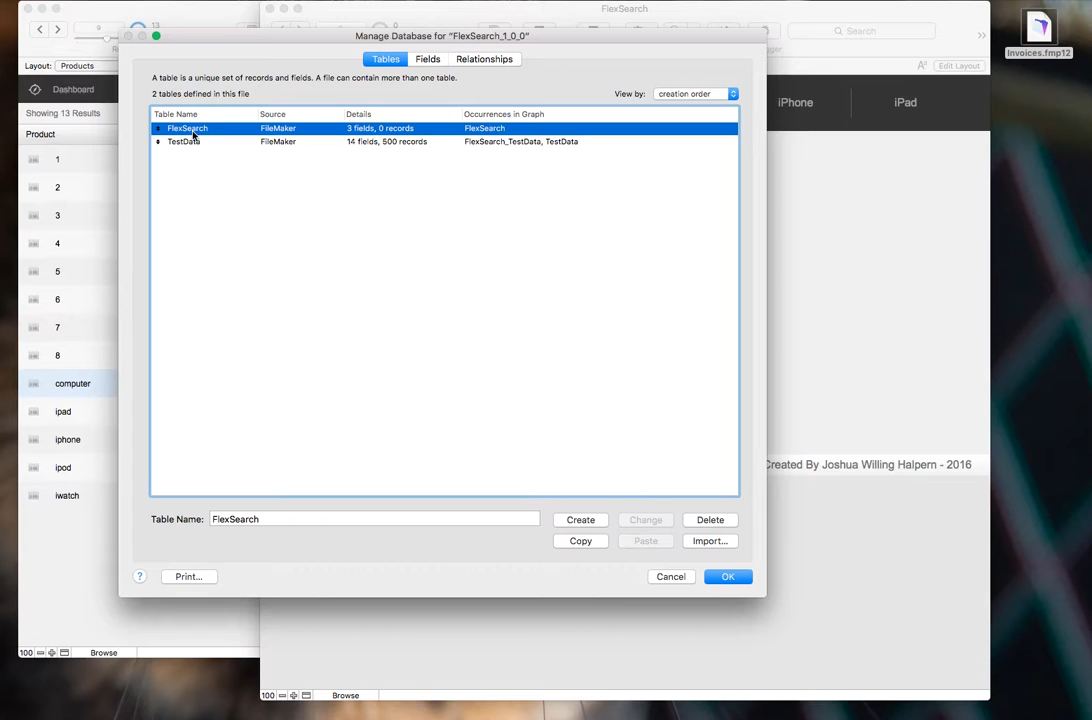 FlexSearch
9
13
0
Search
Invoices.fmp12
Manage Database for "FlexSearch_1_0_0"
Layout: Products
Edit Layout
Tables Fields Relationships
Dashboard
A table is a unique set of records and fields. A file can contain more than one table.
2 tables defined in this file
View by: creation order
iPhone
iPad
Showing 13 Results
Table Name Source Details Occurrences in Graph
Product
FlexSearch FileMaker 3 fields, 0 records FlexSearch
TestData FileMaker 14 fields, 500 records FlexSearch_TestData, TestData
1
2
3
4
5
6
7
8
computer
ipad
iphone
ipod
iwatch
Created By Joshua Willing Halpern - 2016
Table Name: FlexSearch
Create Change Delete
Copy Paste Import...
? Print... Cancel OK
100 Browse
100 Browse